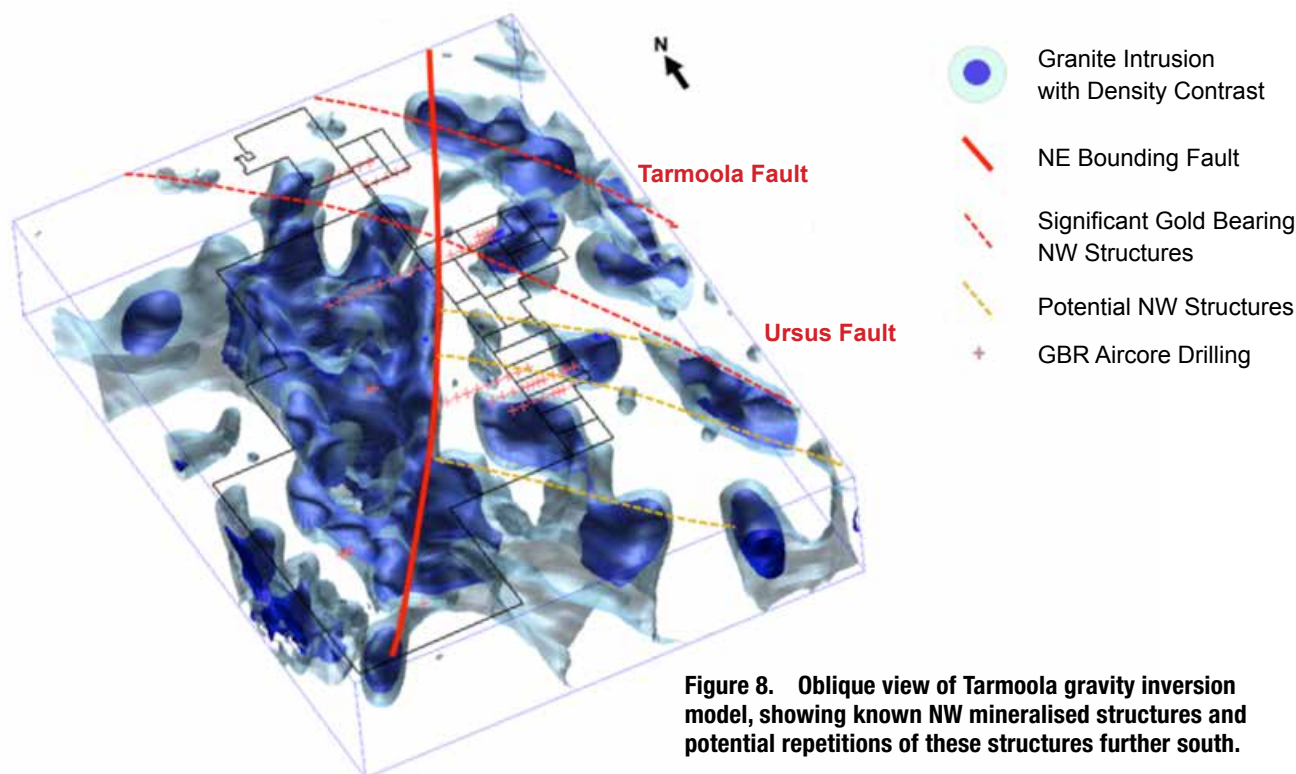 N
Tarmoola Fault
Ursus Fault
Granite Intrusion
with Density Contrast
NE Bounding Fault
Significant Gold Bearing
NW Structures
Potential NW Structures
GBR Aircore Drilling
Figure 8. Oblique view of Tarmoola gravity inversion
model, showing known NW mineralised structures and
potential repetitions of these structures further south.